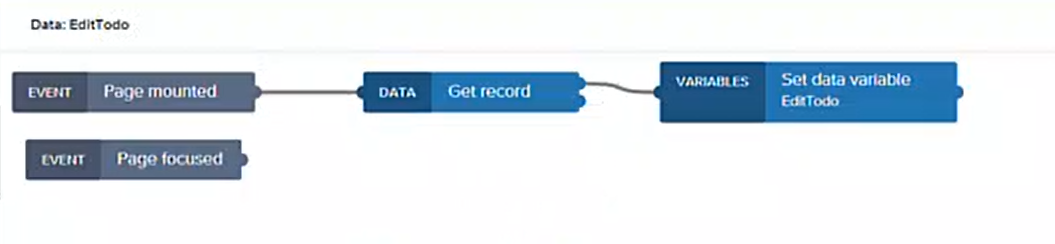 Data: EditTodo
EVENT Page mounted
DATA Get record
VARIABLES Set data variable
EditTodo
EVENT Page focused